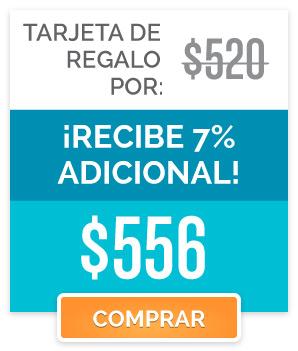 TARJETA DE
REGALO
POR:
$520
¡RECIBE 7%
ADICIONAL!
$556
COMPRAR